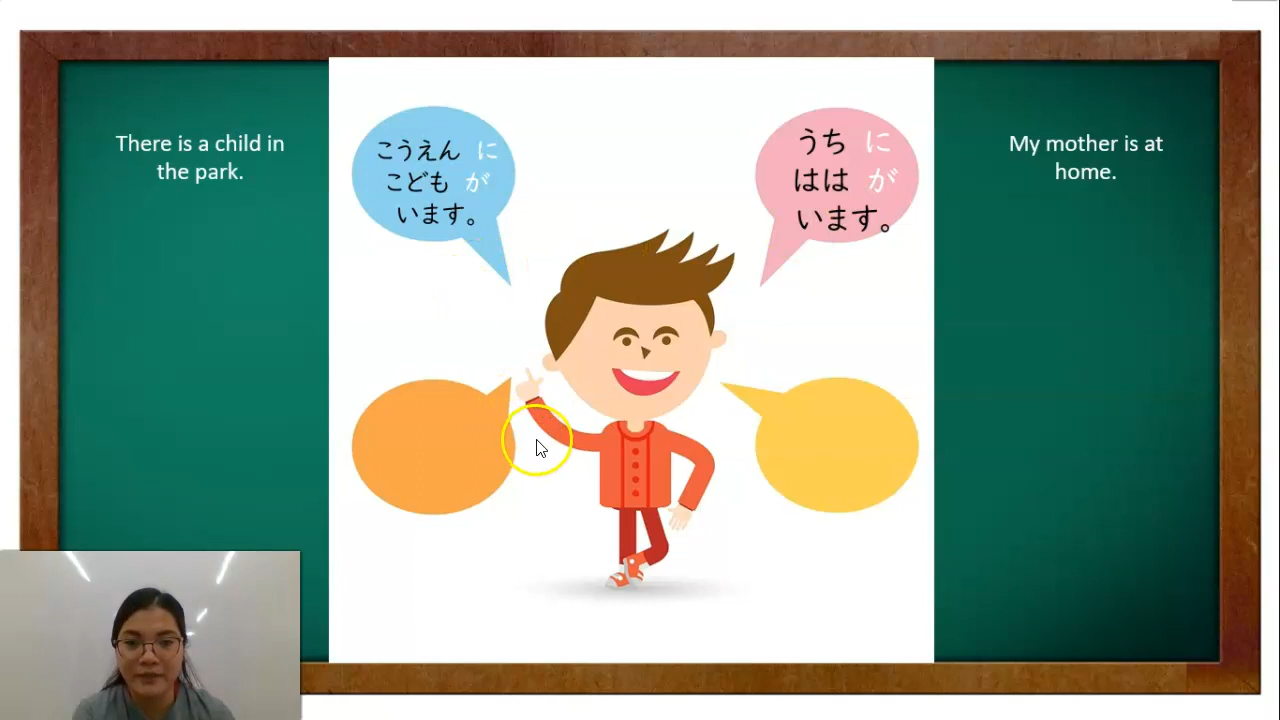 There is a child in
the park.
こうえん に
こども が
います。
うち に
はは が
います。
My mother is at
home.